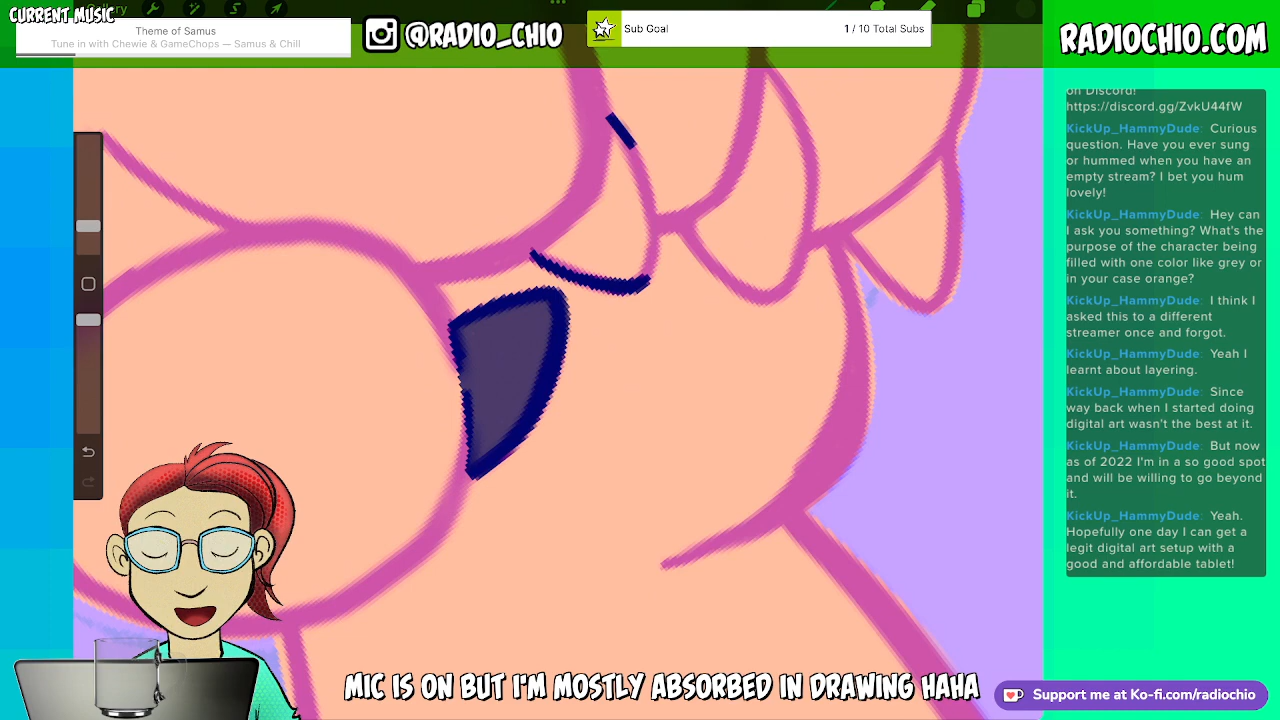 CURRENT MUSIC
Gallery
Theme of Samus
Tune in with Chewie & GameChops — Samus & Chill
@RADIO_CHIO
Sub Goal
1 / 10 Total Subs
RADIOCHIO.COM
on Discord!
https://discord.gg/ZvkU44fW
KickUp_HammyDude: Curious
question. Have you ever sung
or hummed when you have an
empty stream? I bet you hum
lovely!
KickUp_HammyDude: Hey can
I ask you something? What's the
purpose of the character being
filled with one color like grey or
in your case orange?
KickUp_HammyDude: I think I
asked this to a different
streamer once and forgot.
KickUp_HammyDude: Yeah I
learnt about layering.
KickUp_HammyDude: Since
way back when I started doing
digital art wasn't the best at it.
KickUp_HammyDude: But now
as of 2022 I'm in a so good spot
and will be willing to go beyond
it.
KickUp_HammyDude: Yeah.
Hopefully one day I can get a
legit digital art setup with a
good and affordable tablet!
MIC IS ON BUT I'M MOSTLY ABSORBED IN DRAWING HAHA
Support me at Ko-fi.com/radiochio